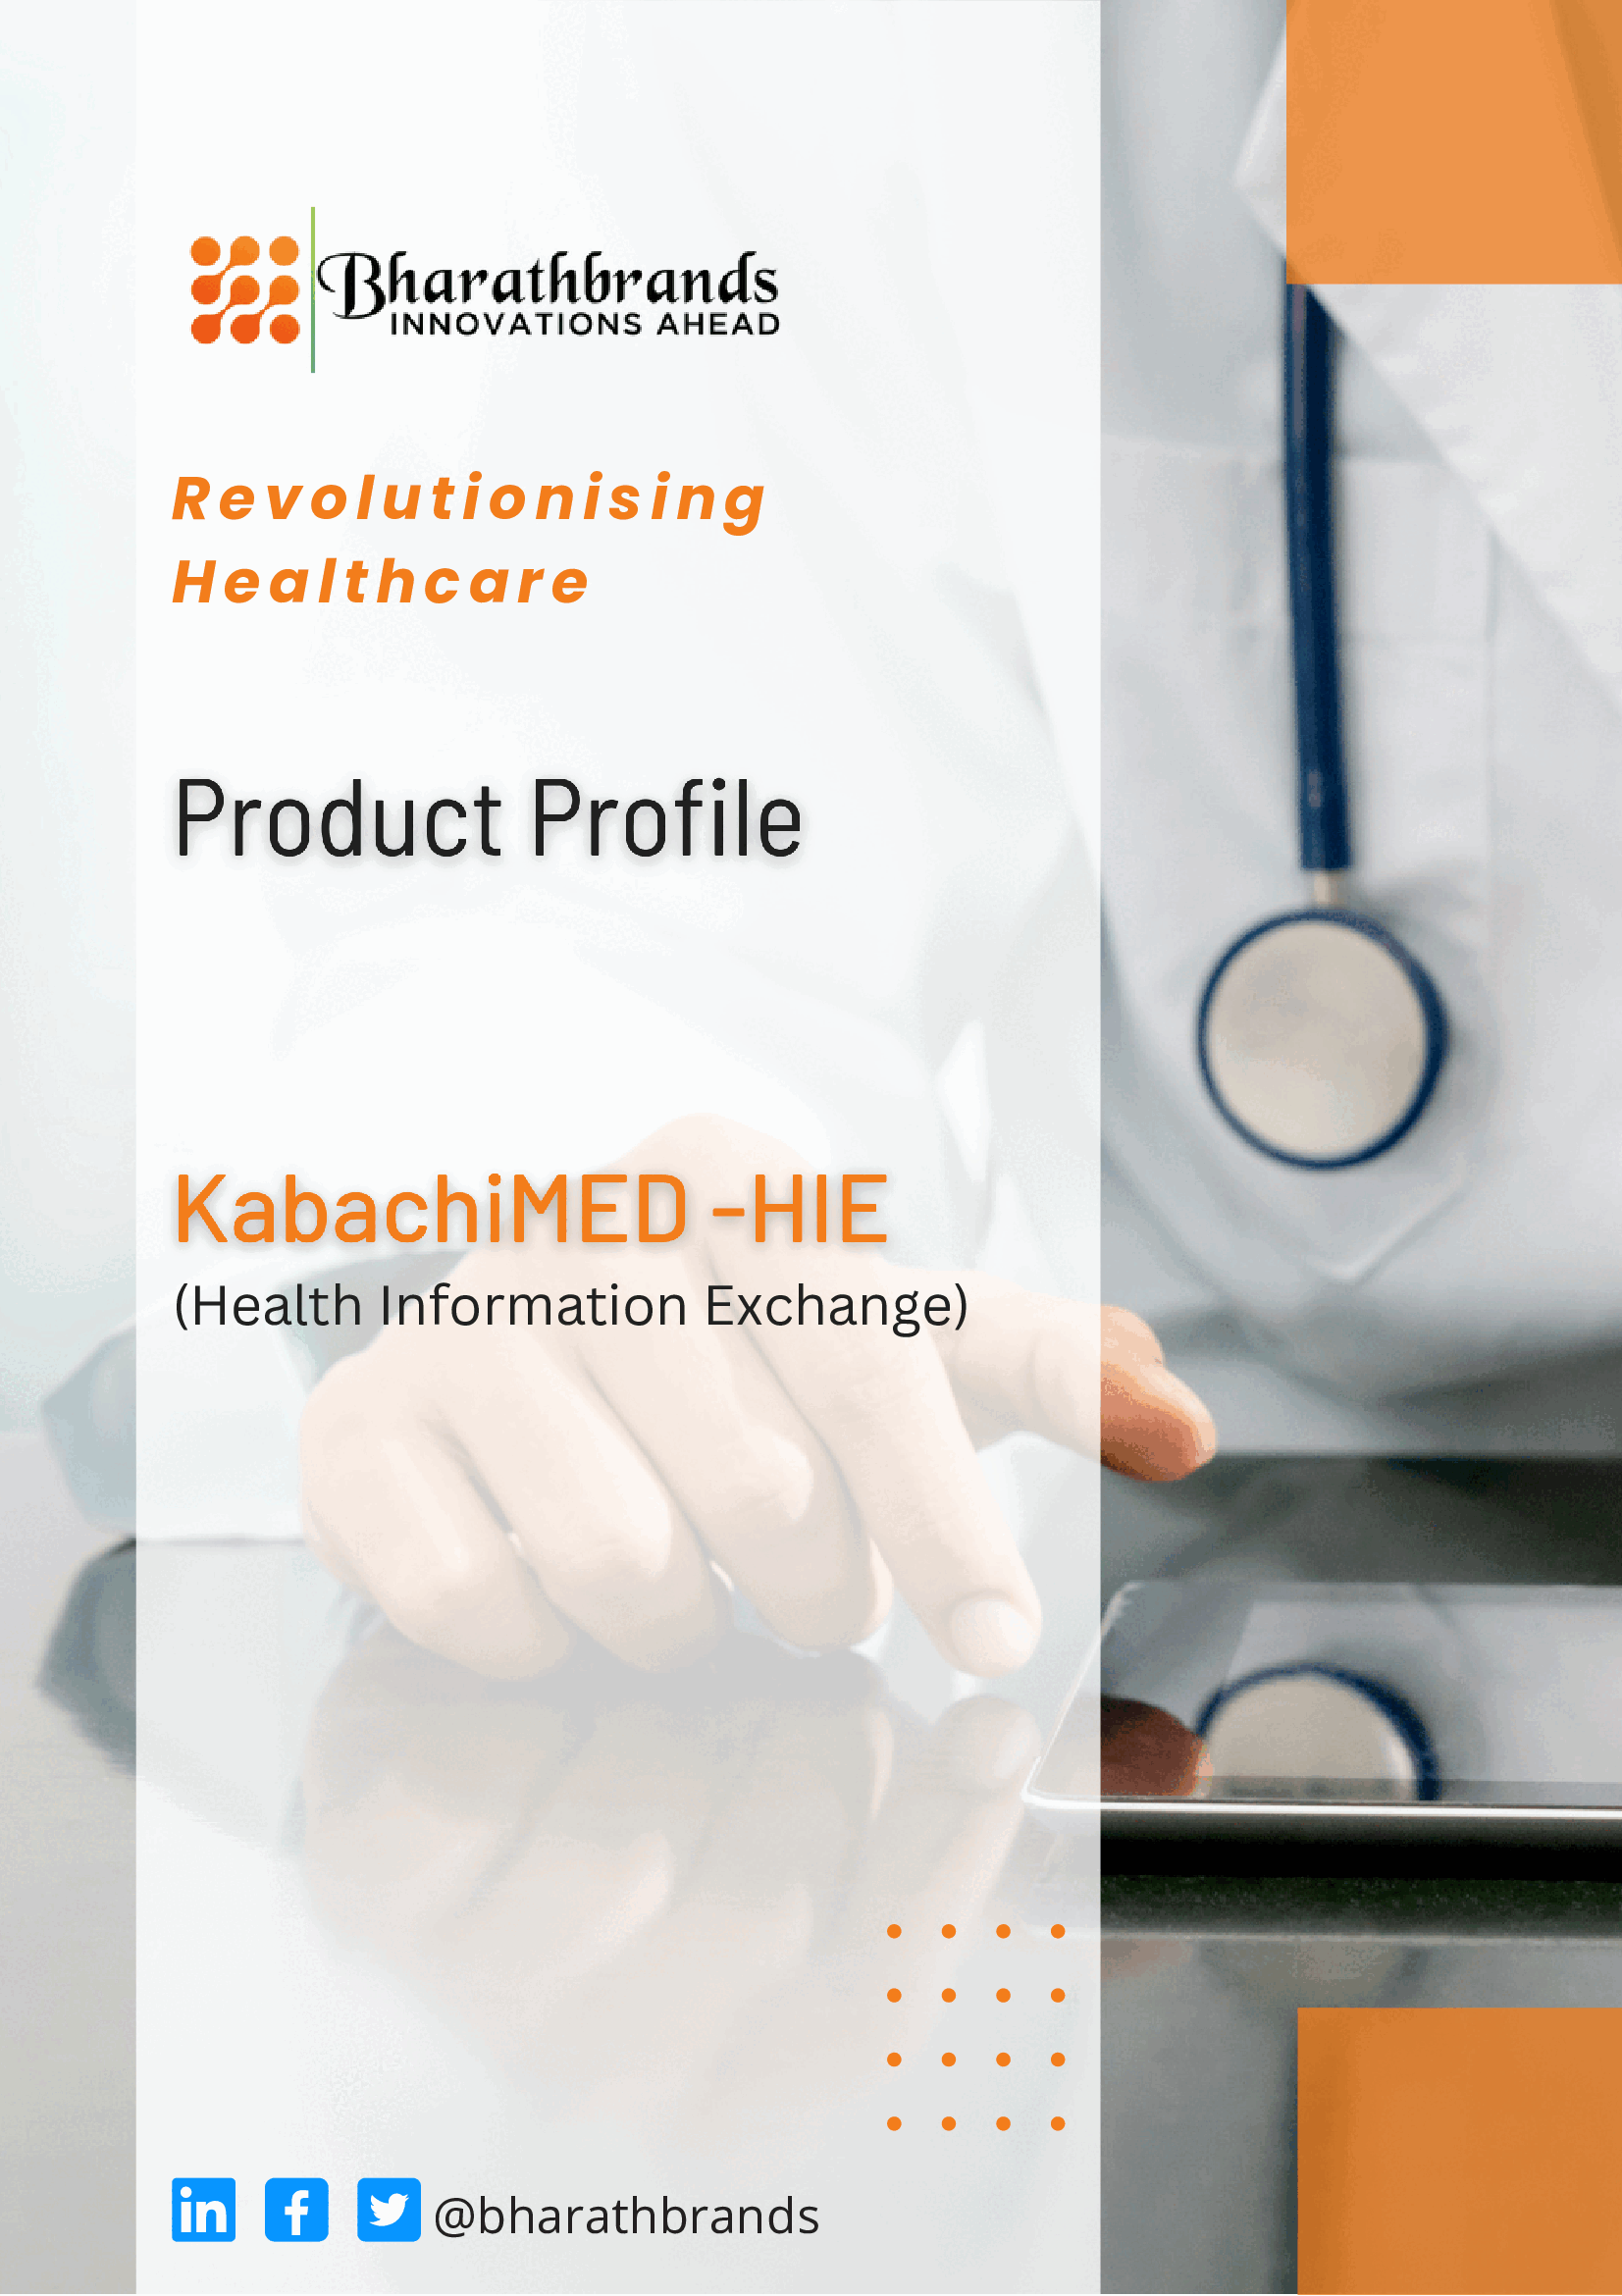 Bharathbrands
INNOVATIONS AHEAD
Revolutionising
Healthcare
Product Profile
KabachiMED -HIE
(Health Information Exchange)
@bharathbrands